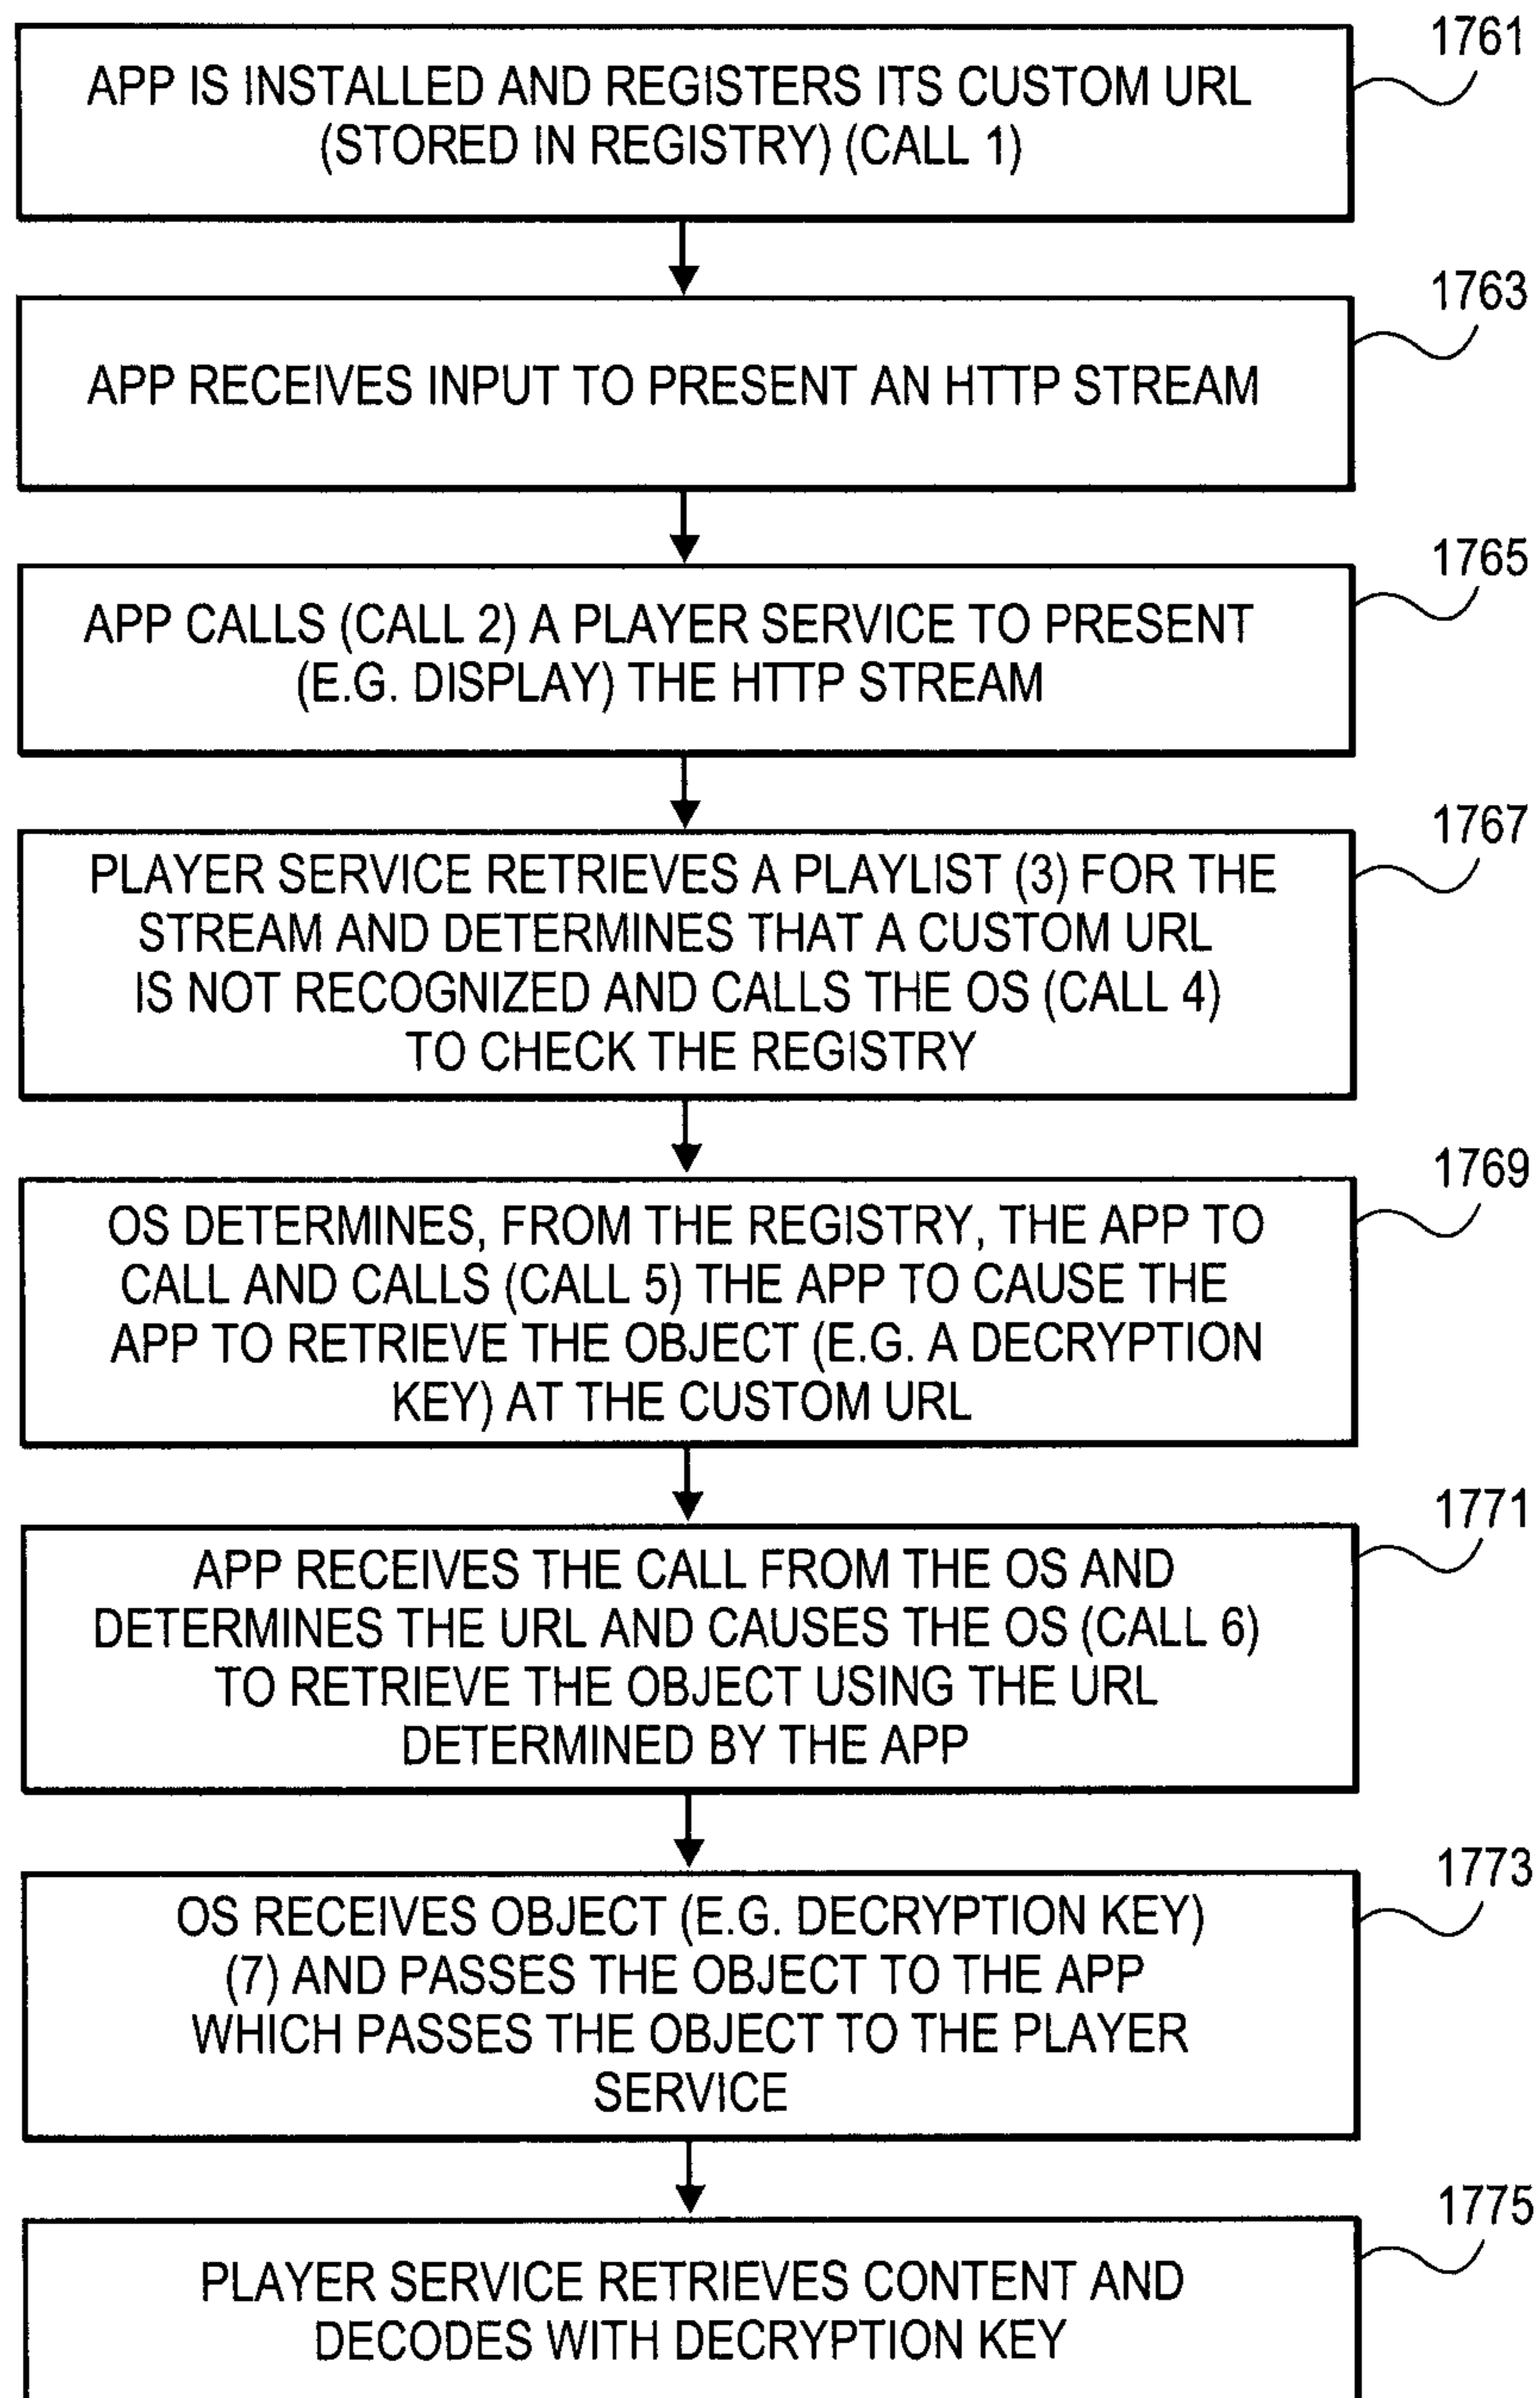 1761
APP IS INSTALLED AND REGISTERS ITS CUSTOM URL
(STORED IN REGISTRY) (CALL 1)
1763
APP RECEIVES INPUT TO PRESENT AN HTTP STREAM
1765
APP CALLS (CALL 2) A PLAYER SERVICE TO PRESENT
(E.G. DISPLAY) THE HTTP STREAM
1767
PLAYER SERVICE RETRIEVES A PLAYLIST (3) FOR THE
STREAM AND DETERMINES THAT A CUSTOM URL
IS NOT RECOGNIZED AND CALLS THE OS (CALL 4)
TO CHECK THE REGISTRY
1769
OS DETERMINES, FROM THE REGISTRY, THE APP TO
CALL AND CALLS (CALL 5) THE APP TO CAUSE THE
APP TO RETRIEVE THE OBJECT (E.G. A DECRYPTION
KEY) AT THE CUSTOM URL
1771
APP RECEIVES THE CALL FROM THE OS AND
DETERMINES THE URL AND CAUSES THE OS (CALL 6)
TO RETRIEVE THE OBJECT USING THE URL
DETERMINED BY THE APP
1773
OS RECEIVES OBJECT (E.G. DECRYPTION KEY)
(7) AND PASSES THE OBJECT TO THE APP
WHICH PASSES THE OBJECT TO THE PLAYER
SERVICE
1775
PLAYER SERVICE RETRIEVES CONTENT AND
DECODES WITH DECRYPTION KEY